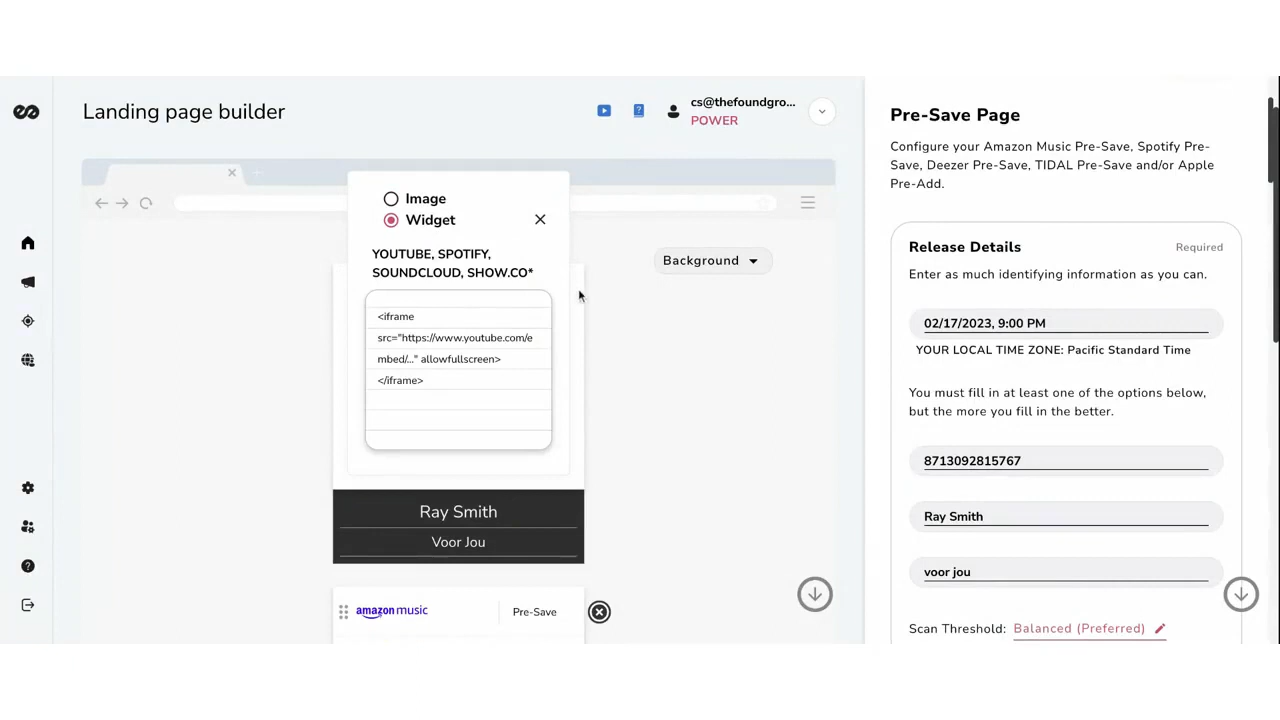 Landing page builder
cs@thefoundgro...
POWER
Image
Widget
YOUTUBE, SPOTIFY,
SOUNDCLOUD, SHOW.CO*
<iframe
src="https://www.youtube.com/e
mbed/..." allowfullscreen>
</iframe>
Background
Ray Smith
Voor Jou
amazon music
Pre-Save
Pre-Save Page
Configure your Amazon Music Pre-Save, Spotify Pre-
Save, Deezer Pre-Save, TIDAL Pre-Save and/or Apple
Pre-Add.
Release Details
Required
Enter as much identifying information as you can.
02/17/2023, 9:00 PM
YOUR LOCAL TIME ZONE: Pacific Standard Time
You must fill in at least one of the options below,
but the more you fill in the better.
8713092815767
Ray Smith
voor jou
Scan Threshold: Balanced (Preferred)